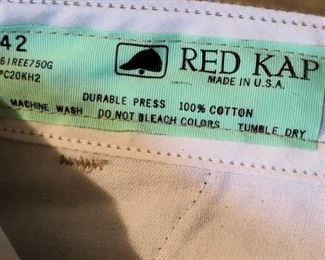 42
61REE750G
PC20KH2
RED KAP
MADE IN U.S.A.
DURABLE PRESS 100% COTTON
MACHINE WASH DO NOT BLEACH COLORS TUMBLE DRY